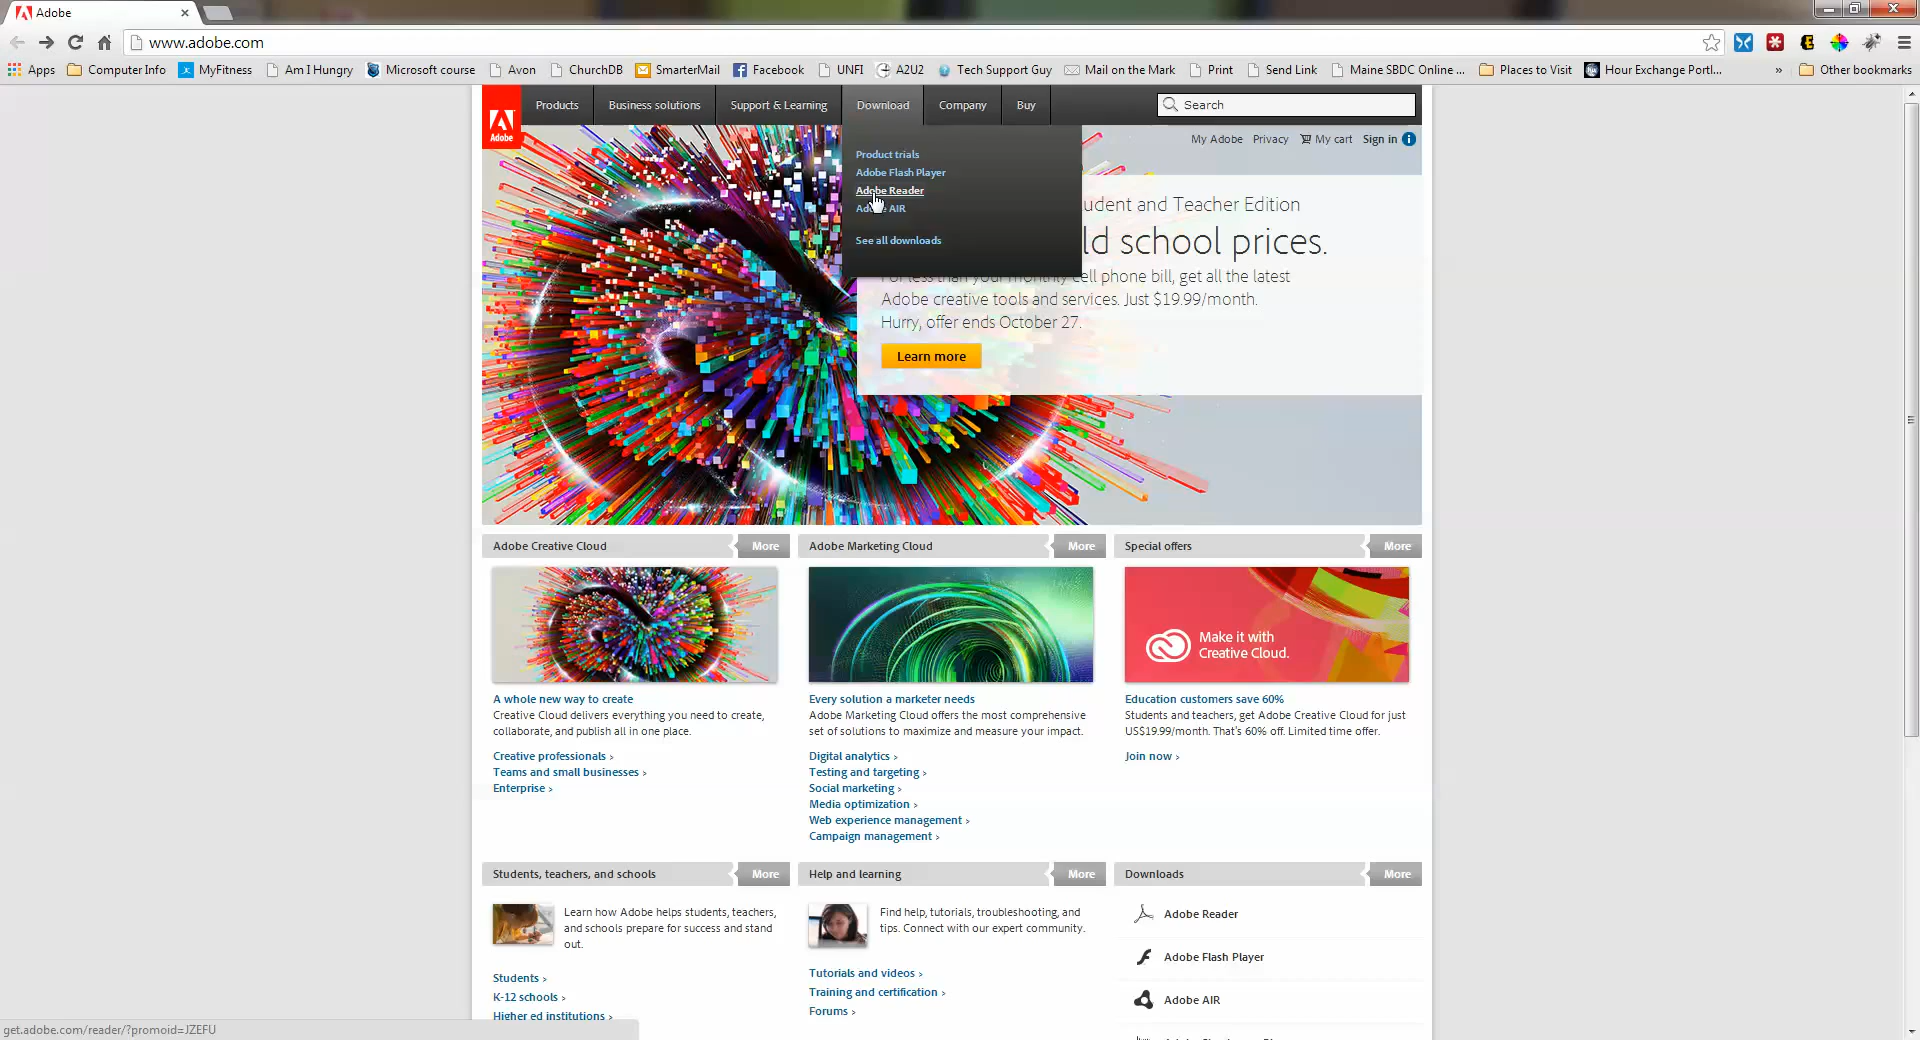 Adobe
www.adobe.com
Apps Computer Info MyFitness Am I Hungry Microsoft course Avon ChurchDB SmarterMail Facebook UNFI A2U2 Tech Support Guy Mail on the Mark Print Send Link Maine SBDC Online ... Places to Visit Hour Exchange Portl... » Other bookmarks
Adobe
Products Business solutions Support & Learning Download Company Buy Search
My Adobe Privacy My cart Sign in
Product trials
Adobe Flash Player
Adobe Reader
AIR
See all downloads
and Teacher Edition
school prices.
cell phone bill, get all the latest
Adobe creative tools and services. Just $19.99/month.
Hurry, offer ends October 27.
Learn more
Adobe Creative Cloud More
A whole new way to create
Creative Cloud delivers everything you need to create,
collaborate, and publish all in one place.
Creative professionals ›
Teams and small businesses ›
Enterprise ›
Adobe Marketing Cloud More
Every solution a marketer needs
Adobe Marketing Cloud offers the most comprehensive
set of solutions to maximize and measure your impact.
Digital analytics ›
Testing and targeting ›
Social marketing ›
Media optimization ›
Web experience management ›
Campaign management ›
Special offers More
Make it with
Creative Cloud.
Education customers save 60%
Students and teachers, get Adobe Creative Cloud for just
US$19.99/month. That's 60% off. Limited time offer.
Join now ›
Students, teachers, and schools More
Learn how Adobe helps students, teachers,
and schools prepare for success and stand
out.
Students ›
K-12 schools ›
Higher ed institutions ›
Help and learning More
Find help, tutorials, troubleshooting, and
tips. Connect with our expert community.
Tutorials and videos ›
Training and certification ›
Forums ›
Downloads More
Adobe Reader
Adobe Flash Player
Adobe AIR
get.adobe.com/reader/?promoid=JZEFU